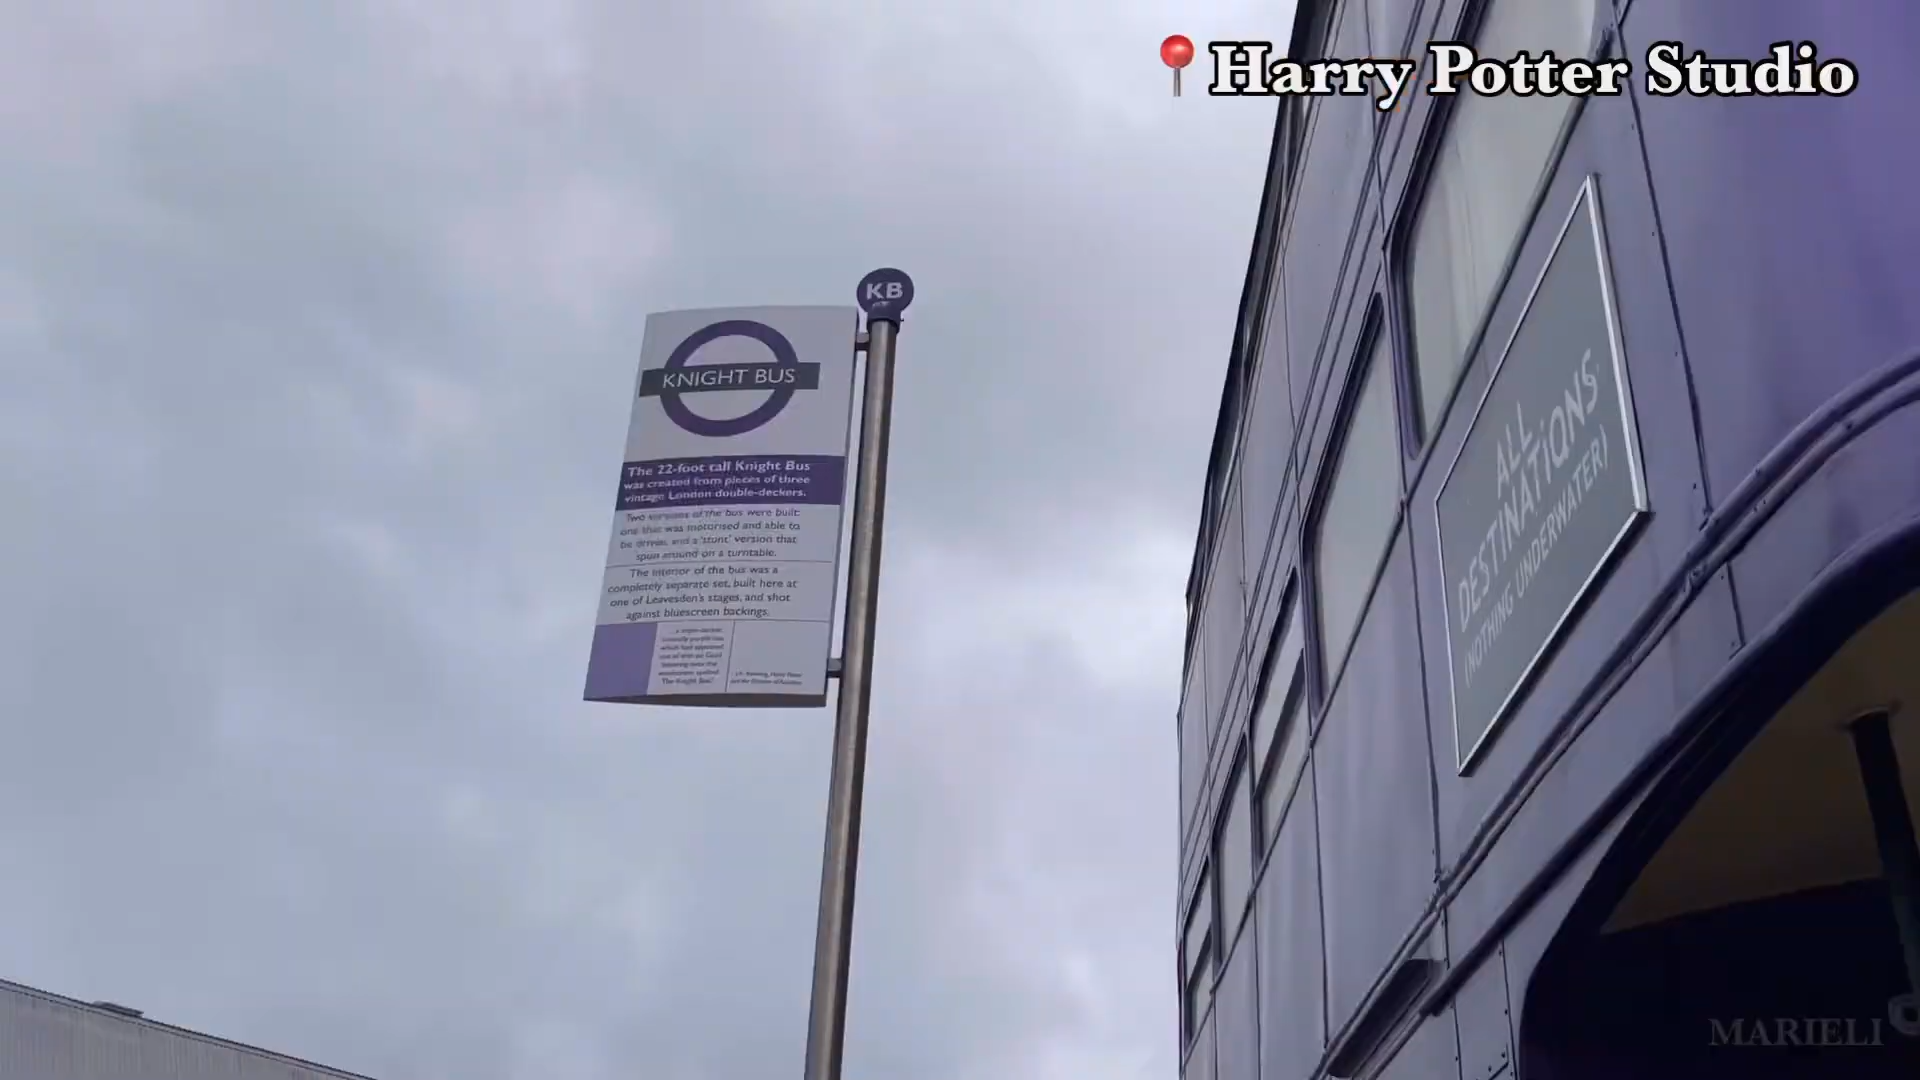 Harry Potter Studio
KB
KNIGHT BUS
The 22-foot tall Knight Bus
was created from pieces of three
vintage London double-deckers.
Two versions of the bus were built:
one that was motorised and able to
be driven, and a 'stunt' version that
spun around on a turntable.
The interior of the bus was a
completely separate set, built here at
one of Leavesden's stages, and shot
against bluescreen backings.
The Knight Bus."
ALL
DESTINATIONS
(NOTHING UNDERWATER)
MARIELI